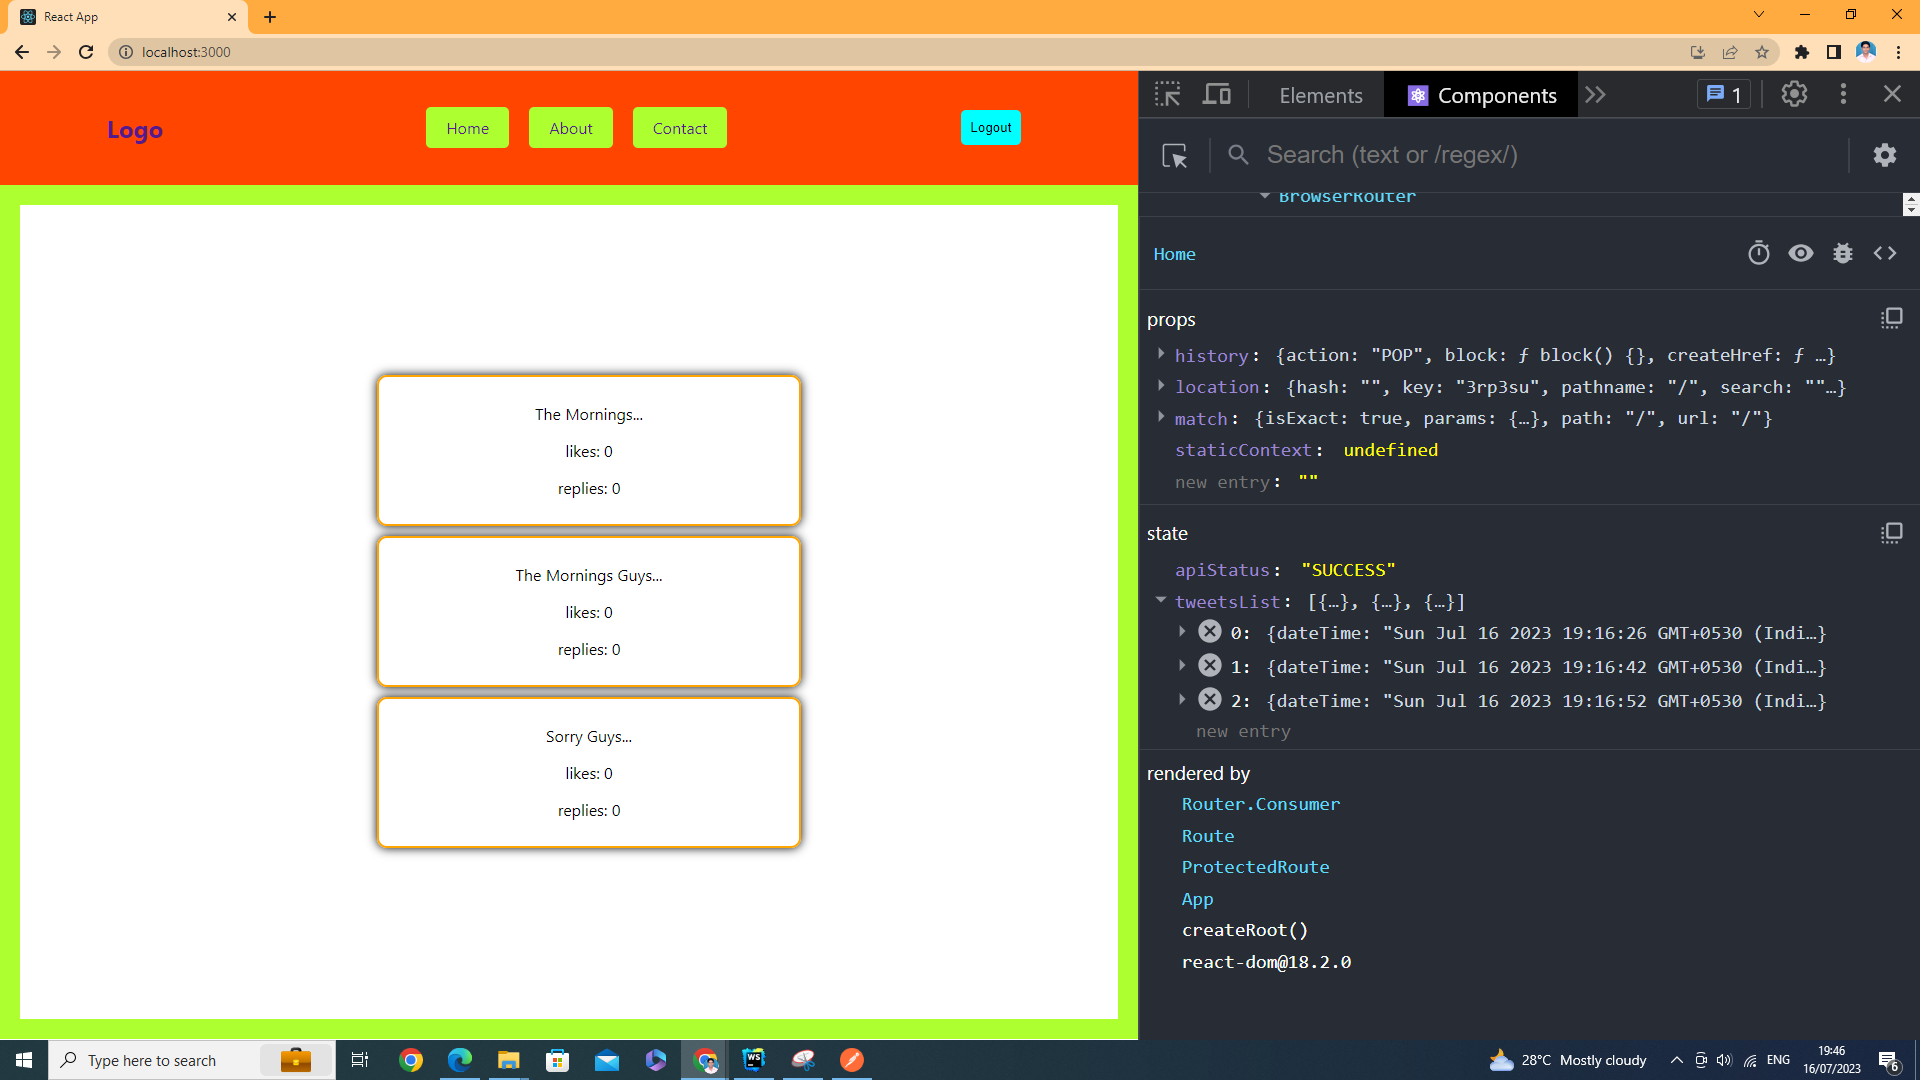 React App
localhost:3000
Logo
Home
About
Contact
Logout
The Mornings...
likes: 0
replies: 0
The Mornings Guys...
likes: 0
replies: 0
Sorry Guys...
likes: 0
replies: 0
Elements
Components
1
Search (text or /regex/)
BrowserRouter
Home
props
history: {action: "POP", block: ƒ block() {}, createHref: ƒ …}
location: {hash: "", key: "3rp3su", pathname: "/", search: ""…}
match: {isExact: true, params: {…}, path: "/", url: "/"}
staticContext: undefined
new entry: ""
state
apiStatus: "SUCCESS"
tweetsList: [{…}, {…}, {…}]
0: {dateTime: "Sun Jul 16 2023 19:16:26 GMT+0530 (Indi…}
1: {dateTime: "Sun Jul 16 2023 19:16:42 GMT+0530 (Indi…}
2: {dateTime: "Sun Jul 16 2023 19:16:52 GMT+0530 (Indi…}
new entry
rendered by
Router.Consumer
Route
ProtectedRoute
App
createRoot()
react-dom@18.2.0
Type here to search
WS
28°C Mostly cloudy
ENG
19:46
16/07/2023
6